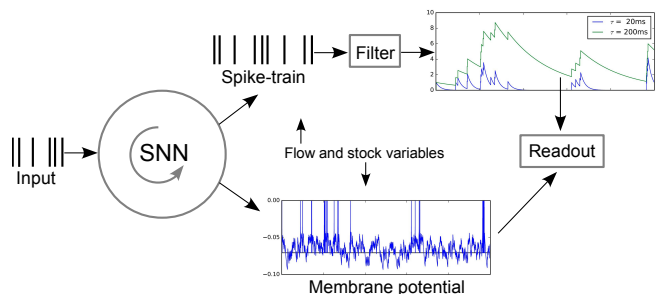 10
8
6
4
2
0
τ = 20ms
τ = 200ms
Filter
Spike-train
SNN
Input
Flow and stock variables
Readout
0.00
−0.05
−0.10
Membrane potential